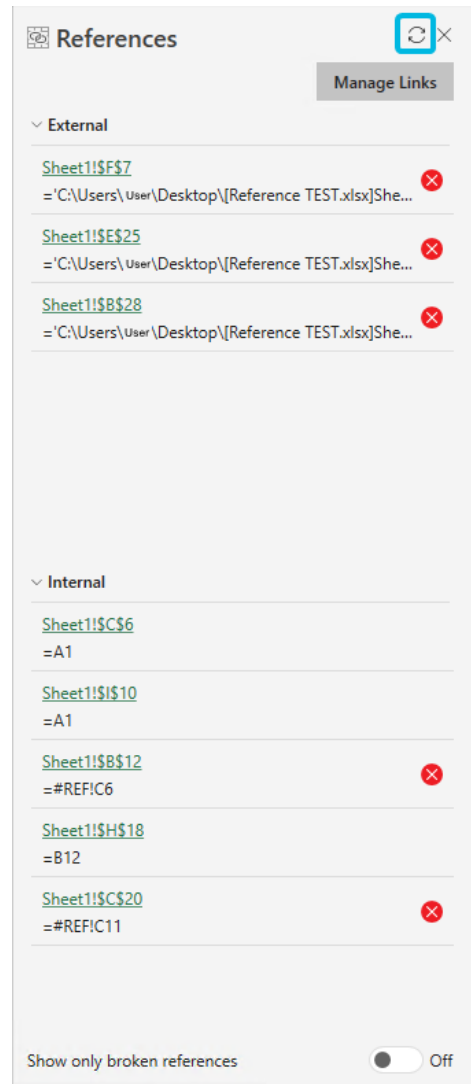 References
Manage Links
External
Sheet1!$F$7
='C:\Users\User\Desktop\[Reference TEST.xlsx]She...
Sheet1!$E$25
='C:\Users\User\Desktop\[Reference TEST.xlsx]She...
Sheet1!$B$28
='C:\Users\User\Desktop\[Reference TEST.xlsx]She...
Internal
Sheet1!$C$6
=A1
Sheet1!$I$10
=A1
Sheet1!$B$12
=#REF!C6
Sheet1!$H$18
=B12
Sheet1!$C$20
=#REF!C11
Show only broken references Off